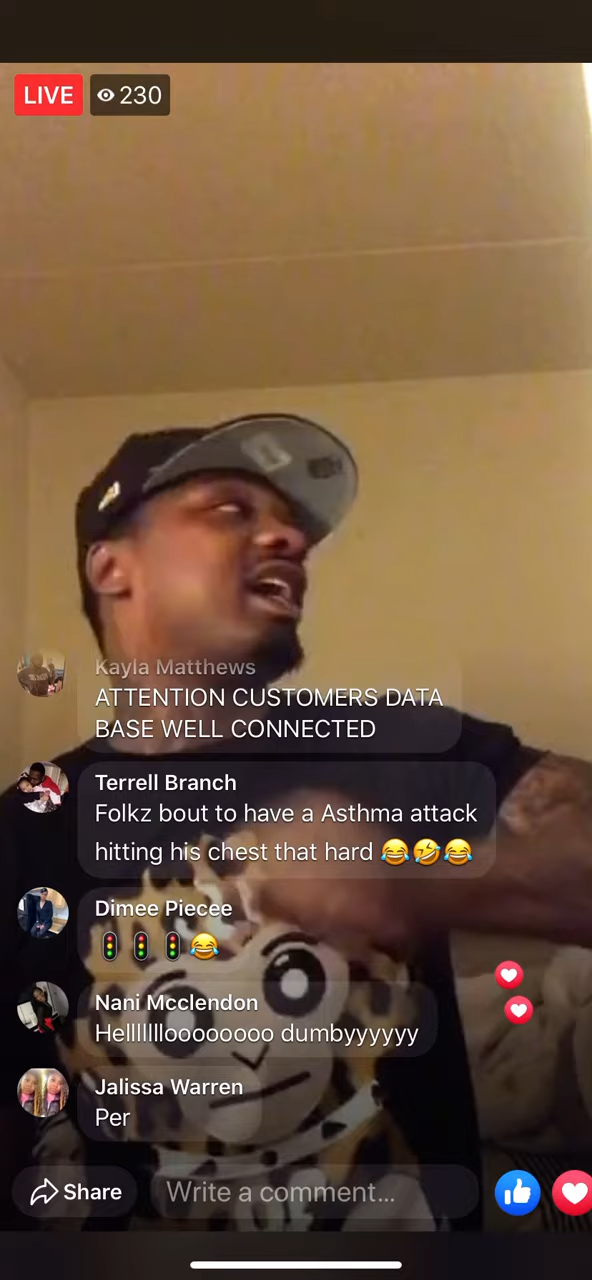 LIVE 230
Kayla Matthews
ATTENTION CUSTOMERS DATA
BASE WELL CONNECTED
Terrell Branch
Folkz bout to have a Asthma attack
hitting his chest that hard 😂🤣😂
Dimee Piecee
🚦🚦🚦😂
Nani Mcclendon
Helllllllloooooooo dumbyyyyyy
Jalissa Warren
Per
Share Write a comment...